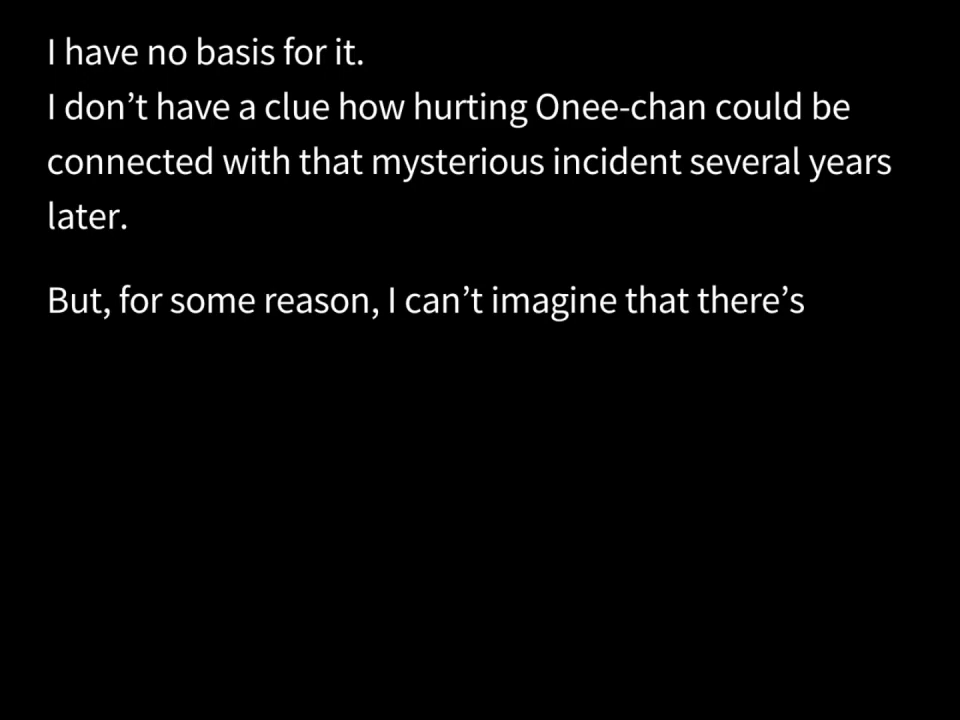 I have no basis for it.
I don’t have a clue how hurting Onee-chan could be
connected with that mysterious incident several years
later.
But, for some reason, I can’t imagine that there’s